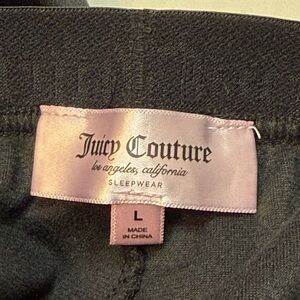 Juicy Couture
los angeles, california
SLEEPWEAR
L
MADE
IN CHINA